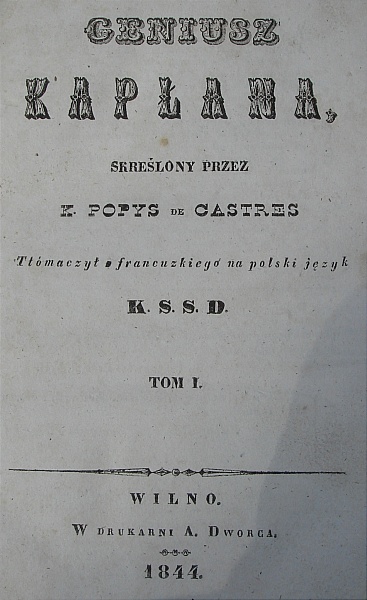 GENIUSZ
KAPŁANA,
SKREŚLONY PRZEZ
K. POPYS DE CASTRES
Tłómaczył z francuzkiego na polski język
K. S. S. D.
TOM I.
WILNO.
W DRUKARNI A. DWORCA.
1844.